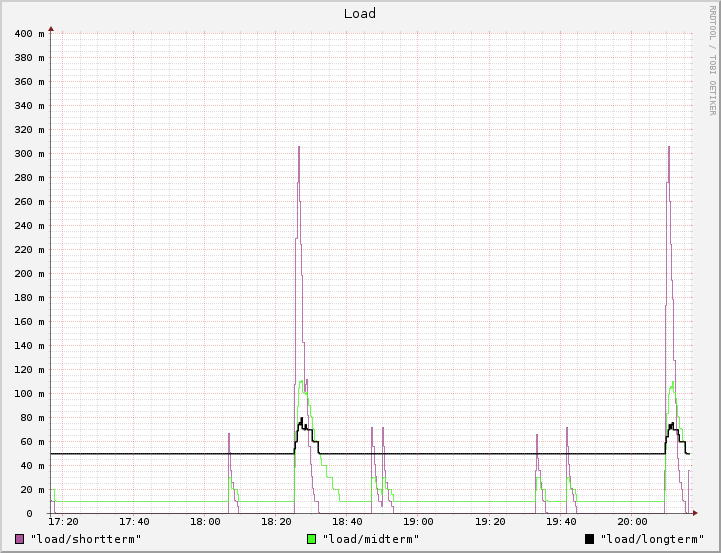 Load
RRDTOOL / TOBI OETIKER
400 m
380 m
360 m
340 m
320 m
300 m
280 m
260 m
240 m
220 m
200 m
180 m
160 m
140 m
120 m
100 m
80 m
60 m
40 m
20 m
0
17:20 17:40 18:00 18:20 18:40 19:00 19:20 19:40 20:00
"load/shortterm" "load/midterm" "load/longterm"